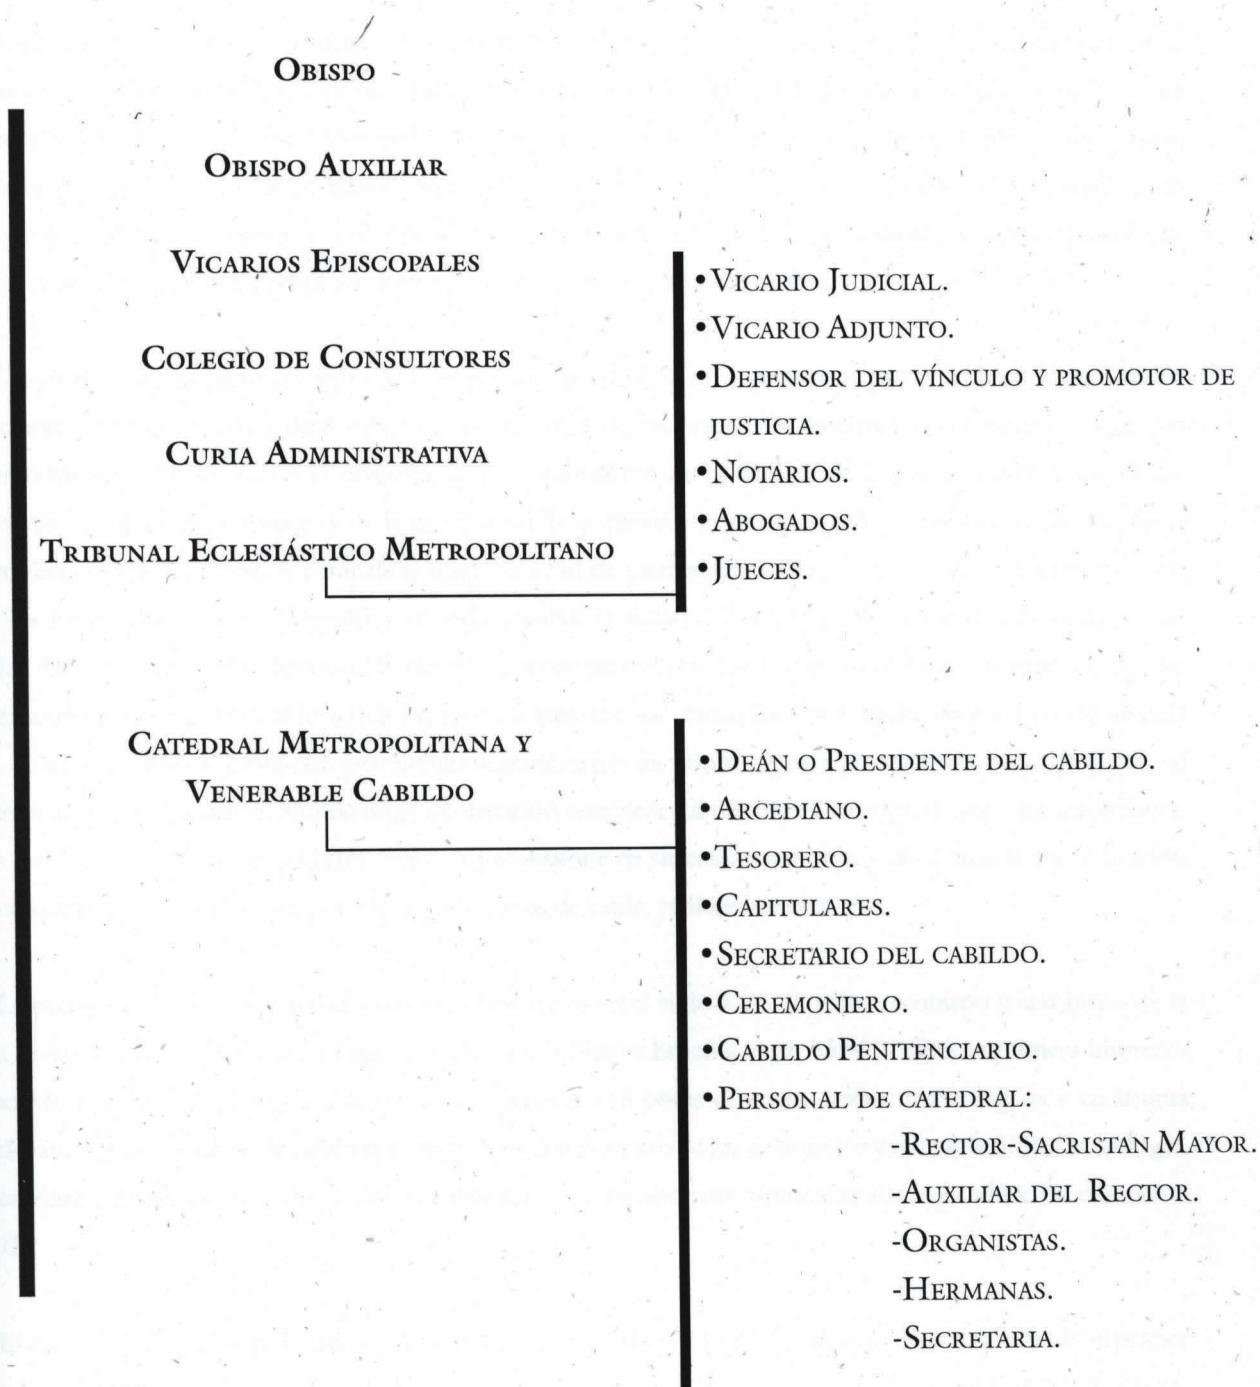 Obispo
Obispo Auxiliar
Vicarios Episcopales
Colegio de Consultores
Curia Administrativa
Tribunal Eclesiástico Metropolitano
•Vicario Judicial.
•Vicario Adjunto.
•Defensor del vínculo y promotor de
justicia.
•Notarios.
•Abogados.
•Jueces.
Catedral Metropolitana y
Venerable Cabildo
•Deán o Presidente del cabildo.
•Arcediano.
•Tesorero.
•Capitulares.
•Secretario del cabildo.
•Ceremoniero.
•Cabildo Penitenciario.
•Personal de catedral:
-Rector-Sacristán Mayor.
-Auxiliar del Rector.
-Organistas.
-Hermanas.
-Secretaria.